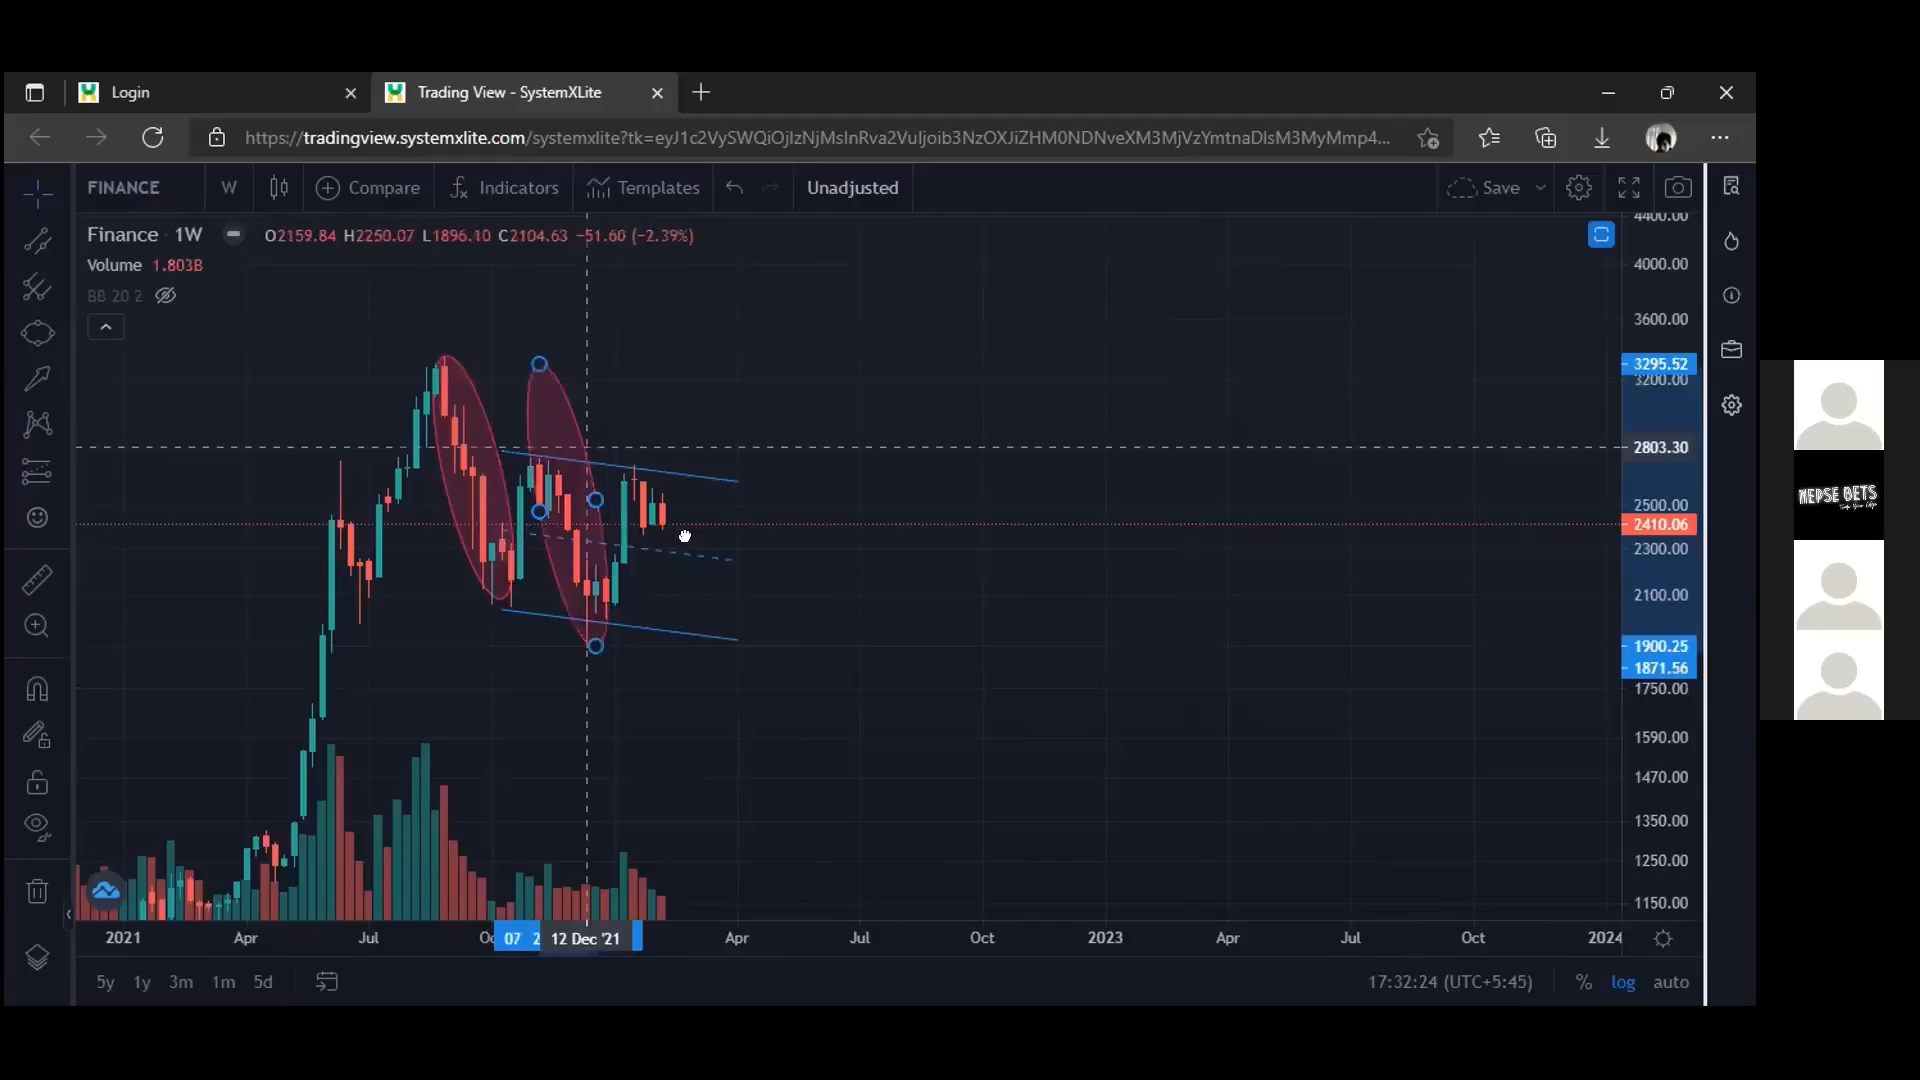 Login
Trading View - SystemXLite
https://tradingview.systemxlite.com/systemxlite?tk=eyJ1c2VySWQiOjIzNjMsInRva2VuIjoib3NzOXJiZHM0NDNveXM3MjVzYmtnaDlsM3MyMmp4...
FINANCE W Compare Indicators Templates Unadjusted Save
Finance · 1W O2159.84 H2250.07 L1896.10 C2104.63 −51.60 (−2.39%)
Volume 1.803B
BB 20 2
4400.00
4000.00
3600.00
3295.52
3200.00
2803.30
2500.00
2410.06
2300.00
2100.00
1900.25
1871.56
1750.00
1590.00
1470.00
1350.00
1250.00
1150.00
NEPSE BETS
2021 Apr Jul 07 2 12 Dec '21 Apr Jul Oct 2023 Apr Jul Oct 2024
5y 1y 3m 1m 5d 17:32:24 (UTC+5:45) % log auto